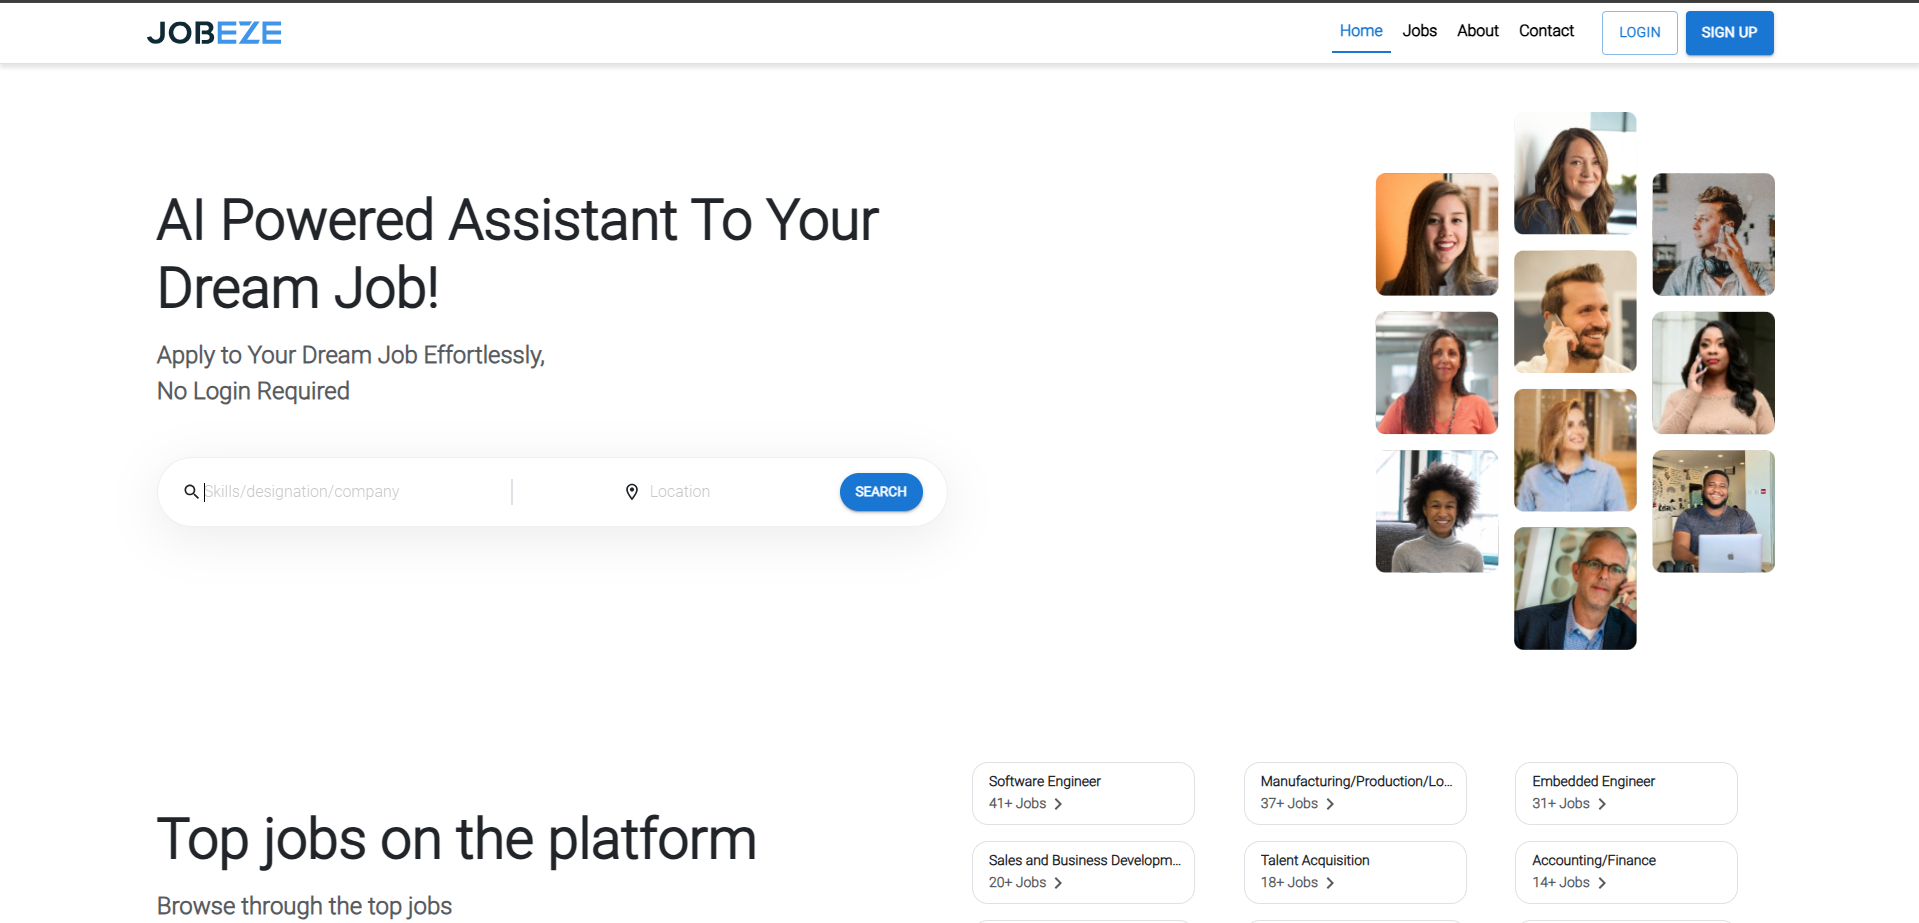 JOBEZE
Home
Jobs
About
Contact
LOGIN
SIGN UP
AI Powered Assistant To Your
Dream Job!
Apply to Your Dream Job Effortlessly,
No Login Required
Skills/designation/company
Location
SEARCH
Top jobs on the platform
Browse through the top jobs
Software Engineer
41+ Jobs
Manufacturing/Production/Lo...
37+ Jobs
Embedded Engineer
31+ Jobs
Sales and Business Developm...
20+ Jobs
Talent Acquisition
18+ Jobs
Accounting/Finance
14+ Jobs